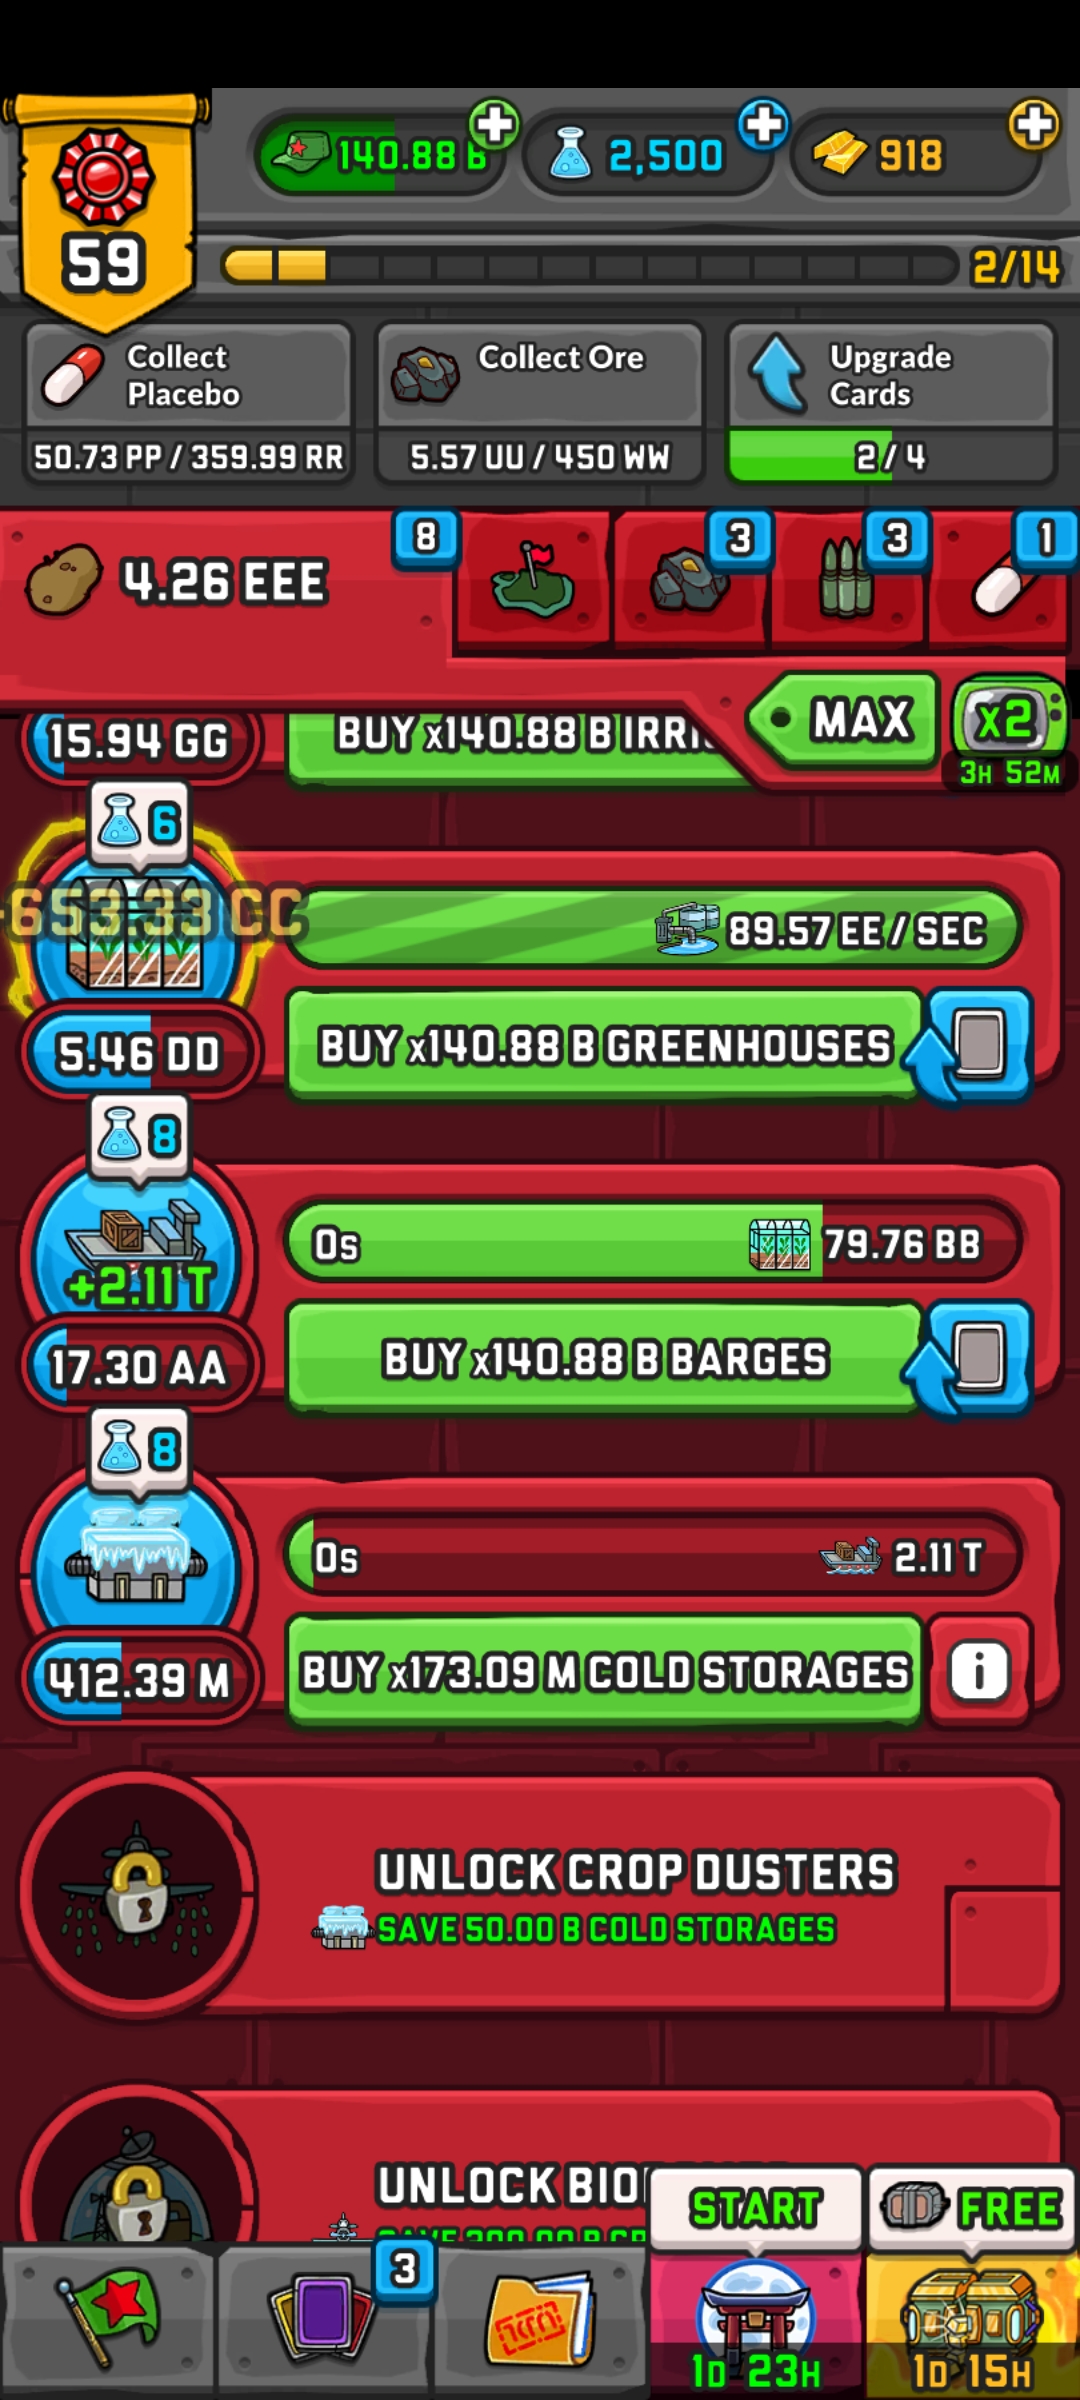 140.88 B
2,500
918
59
2/14
Collect
Placebo
50.73 PP / 359.99 RR
Collect Ore
5.57 UU / 450 WW
Upgrade
Cards
2 / 4
4.26 EEE
8
3
3
1
MAX
x2
3H 52M
15.94 GG
BUY x140.88 B
6
653.33 CC
89.57 EE / SEC
5.46 DD
BUY x140.88 B GREENHOUSES
8
+2.11 T
0s
79.76 BB
17.30 AA
BUY x140.88 B BARGES
8
0s
2.11 T
412.39 M
BUY x173.09 M COLD STORAGES
i
UNLOCK CROP DUSTERS
SAVE 50.00 B COLD STORAGES
UNLOCK
START
FREE
3
1D 23H
1D 15H